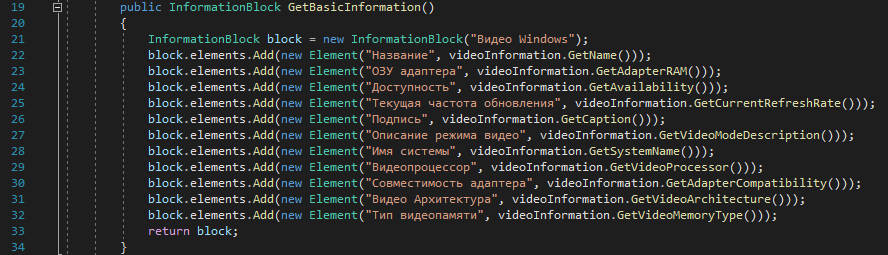 19 public InformationBlock GetBasicInformation()
20 {
21 InformationBlock block = new InformationBlock("Видео Windows");
22 block.elements.Add(new Element("Название", videoInformation.GetName()));
23 block.elements.Add(new Element("ОЗУ адаптера", videoInformation.GetAdapterRAM()));
24 block.elements.Add(new Element("Доступность", videoInformation.GetAvailability()));
25 block.elements.Add(new Element("Текущая частота обновления", videoInformation.GetCurrentRefreshRate()));
26 block.elements.Add(new Element("Подпись", videoInformation.GetCaption()));
27 block.elements.Add(new Element("Описание режима видео", videoInformation.GetVideoModeDescription()));
28 block.elements.Add(new Element("Имя системы", videoInformation.GetSystemName()));
29 block.elements.Add(new Element("Видеопроцессор", videoInformation.GetVideoProcessor()));
30 block.elements.Add(new Element("Совместимость адаптера", videoInformation.GetAdapterCompatibility()));
31 block.elements.Add(new Element("Видео Архитектура", videoInformation.GetVideoArchitecture()));
32 block.elements.Add(new Element("Тип видеопамяти", videoInformation.GetVideoMemoryType()));
33 return block;
34 }